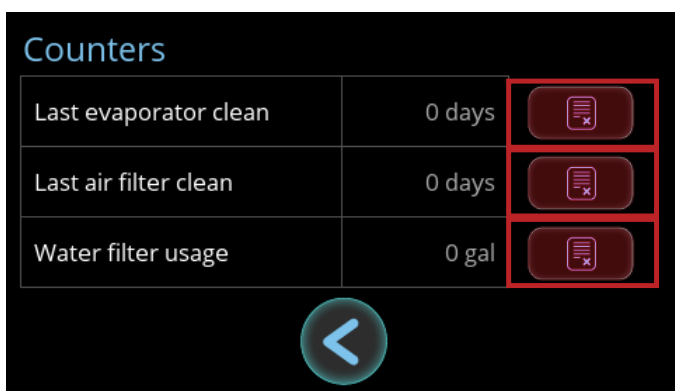 Counters
Last evaporator clean 0 days
Last air filter clean 0 days
Water filter usage 0 gal